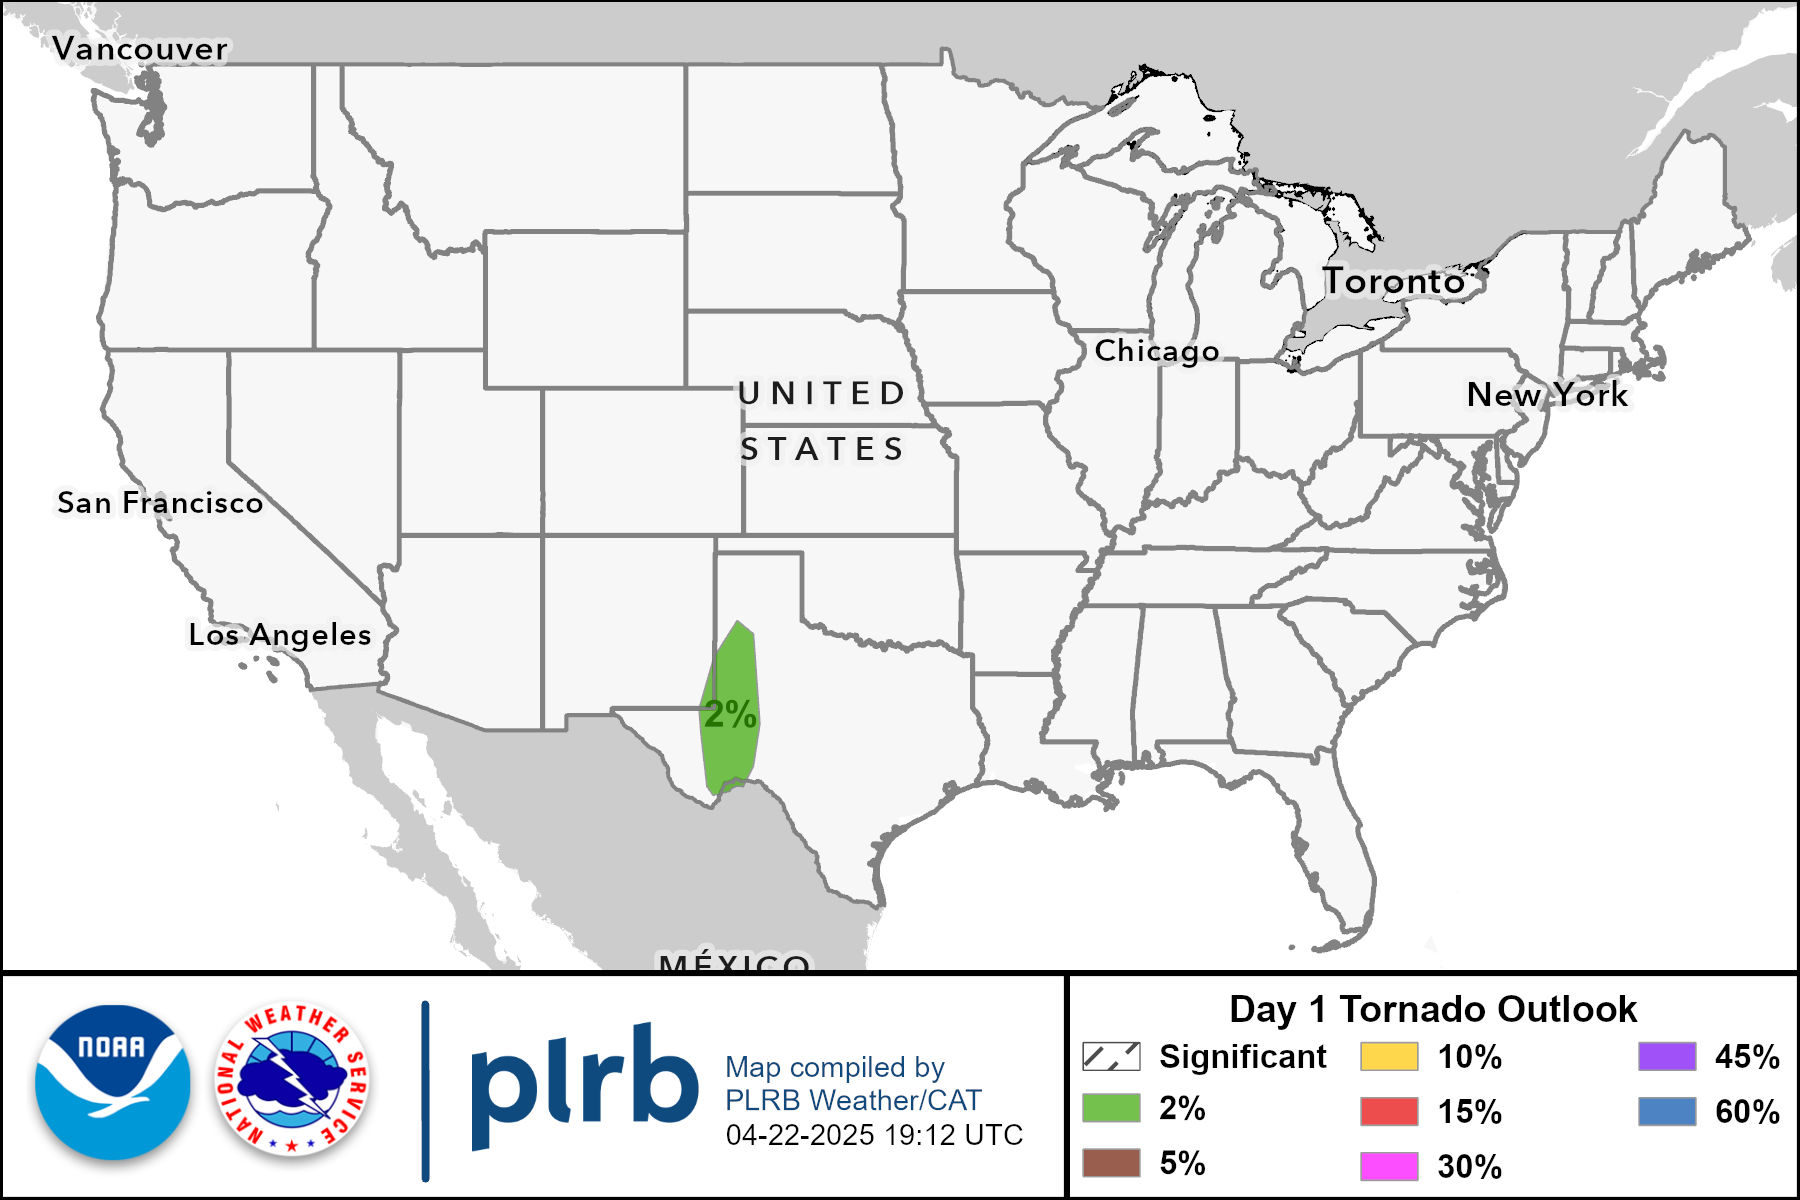 Vancouver
Toronto
Chicago
UNITED
New York
STATES
San Francisco
Los Angeles
2%
MÉXICO
NOAA
NATIONAL WEATHER SERVICE
plrb
Map compiled by
PLRB Weather/CAT
04-22-2025 19:12 UTC
Day 1 Tornado Outlook
Significant
2%
5%
10%
15%
30%
45%
60%